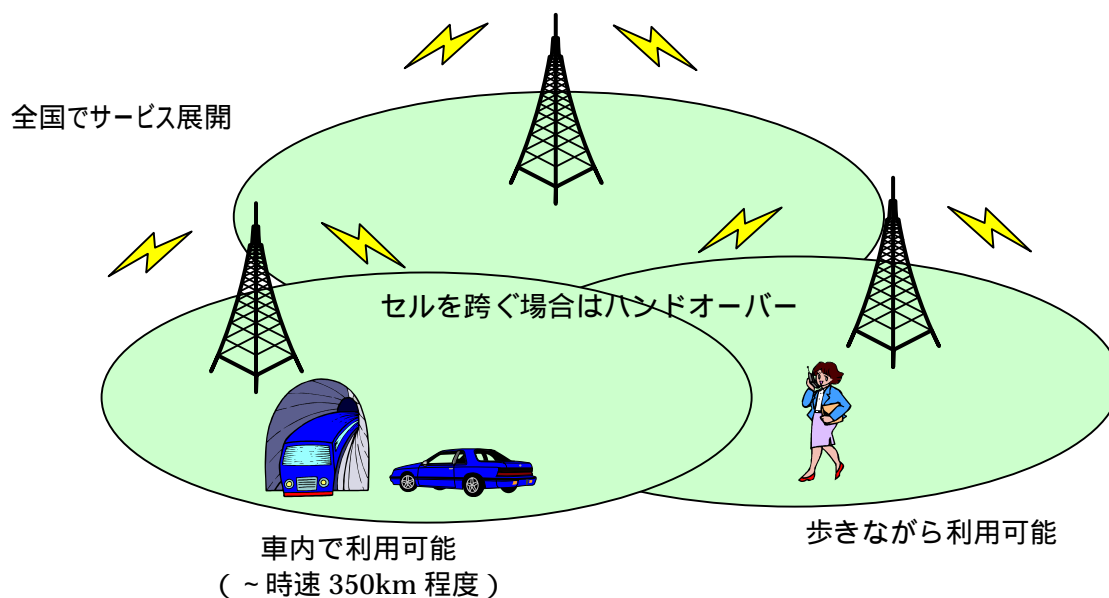 全国でサービス展開
セルを跨ぐ場合はハンドオーバー
歩きながら利用可能
車内で利用可能
(~時速 350km 程度)